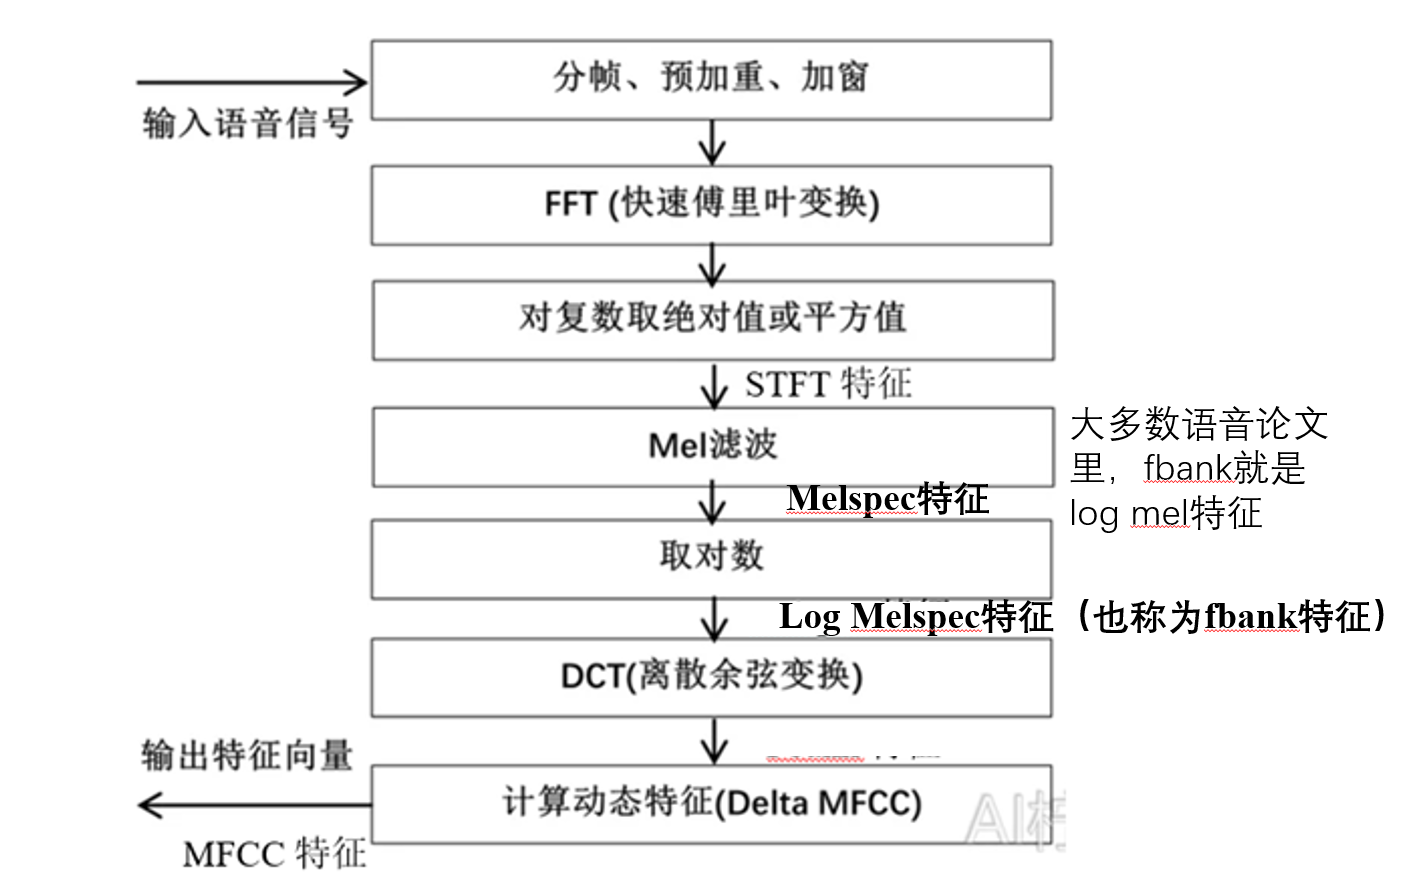 分帧、预加重、加窗
输入语音信号
FFT (快速傅里叶变换)
对复数取绝对值或平方值
STFT 特征
Mel滤波
大多数语音论文
里，fbank就是
log mel特征
Melspec特征
取对数
Log Melspec特征（也称为fbank特征）
DCT(离散余弦变换)
输出特征向量
计算动态特征(Delta MFCC)
MFCC 特征